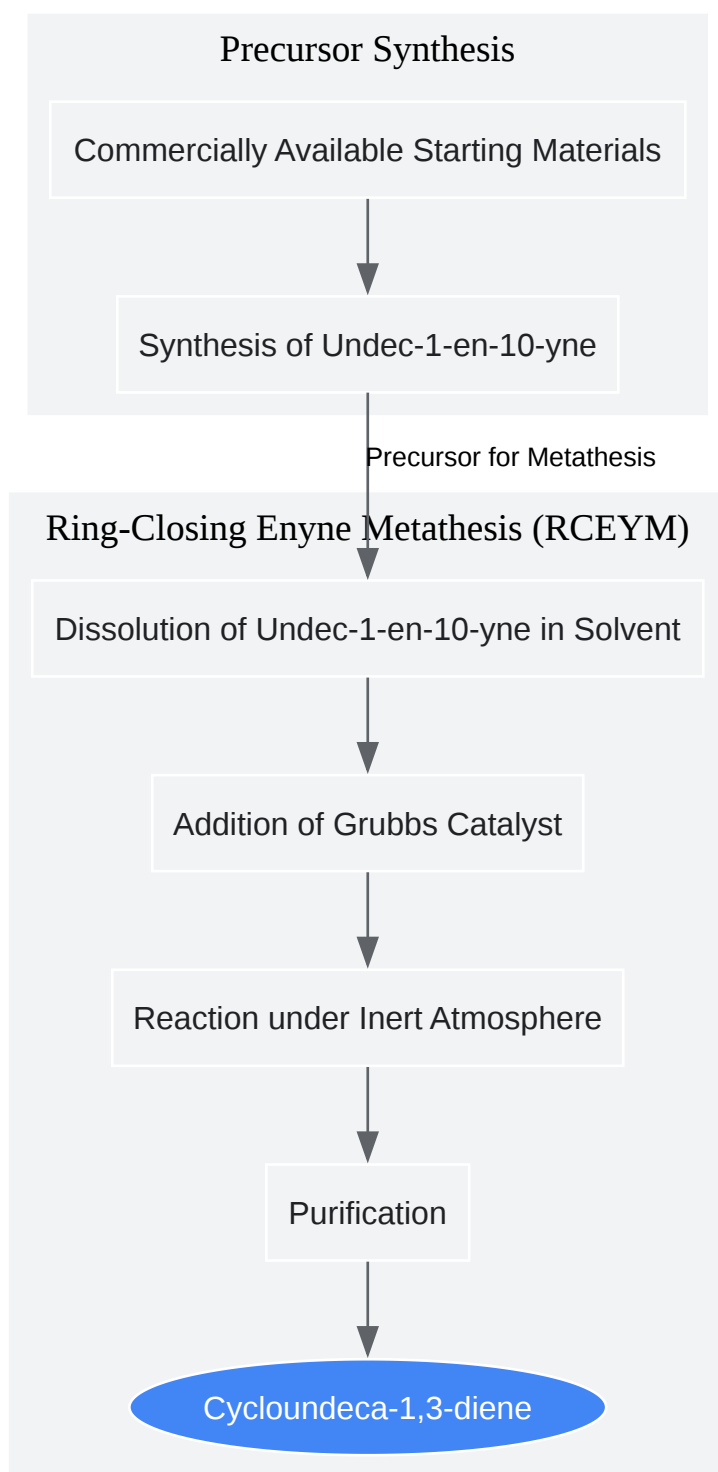 Precursor Synthesis
Commercially Available Starting Materials
Synthesis of Undec-1-en-10-yne
Precursor for Metathesis
Ring-Closing Enyne Metathesis (RCEYM)
Dissolution of Undec-1-en-10-yne in Solvent
Addition of Grubbs Catalyst
Reaction under Inert Atmosphere
Purification
Cycloundeca-1,3-diene